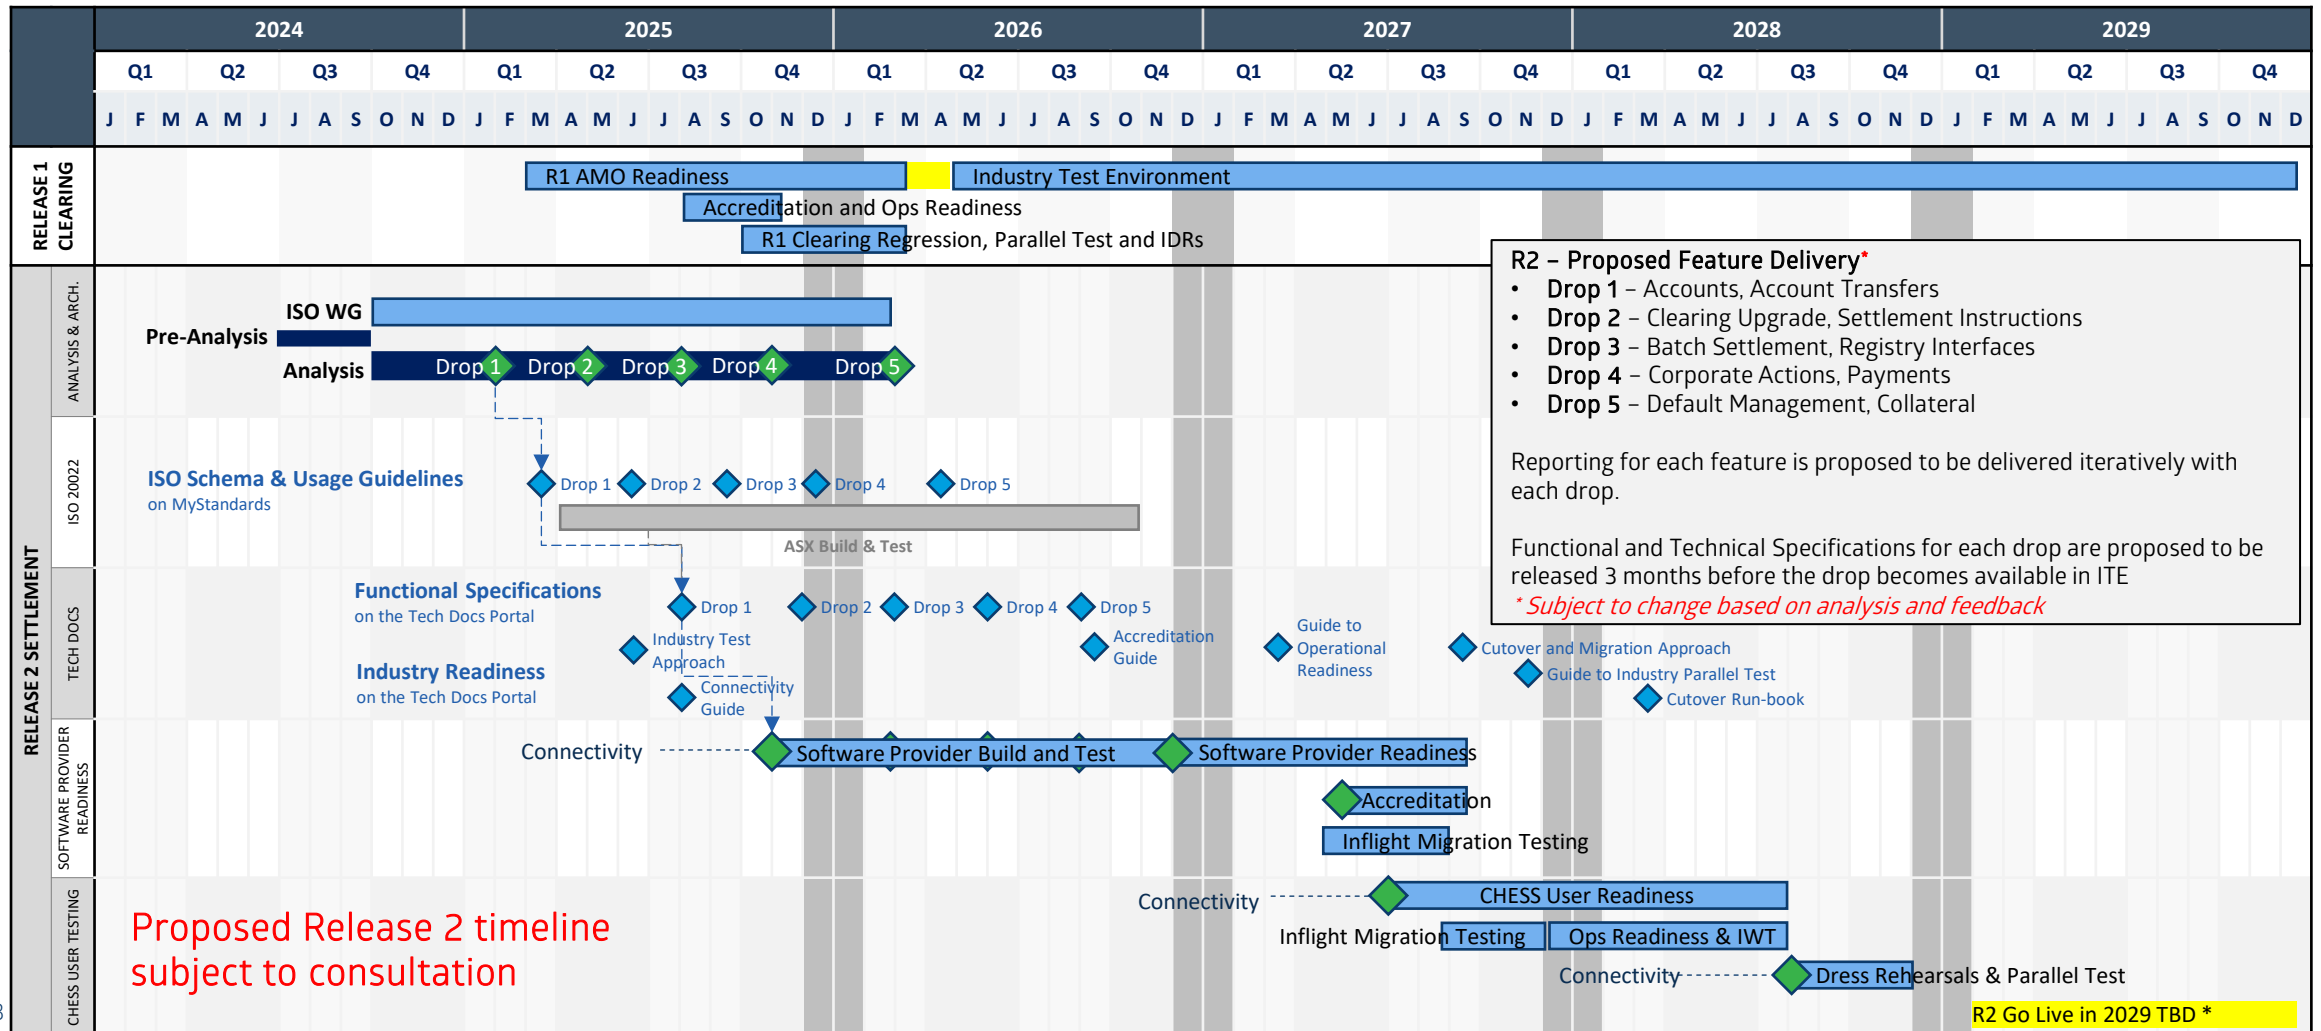 2024 2025 2026 2027 2028 2029
Q1 Q2 Q3 Q4 Q1 Q2 Q3 Q4 Q1 Q2 Q3 Q4 Q1 Q2 Q3 Q4 Q1 Q2 Q3 Q4 Q1 Q2 Q3 Q4
J F M A M J J A S O N D J F M A M J J A S O N D J F M A M J J A S O N D J F M A M J J A S O N D J F M A M J J A S O N D J F M A M J J A S O N D
RELEASE 1
CLEARING
R1 AMO Readiness
Industry Test Environment
Accreditation and Ops Readiness
R1 Clearing Regression, Parallel Test and IDRs
RELEASE 2 SETTLEMENT
ANALYSIS & ARCH.
ISO WG
Pre-Analysis
Analysis
Drop 1 Drop 2 Drop 3 Drop 4 Drop 5
R2 – Proposed Feature Delivery*
• Drop 1 – Accounts, Account Transfers
• Drop 2 – Clearing Upgrade, Settlement Instructions
• Drop 3 – Batch Settlement, Registry Interfaces
• Drop 4 – Corporate Actions, Payments
• Drop 5 – Default Management, Collateral
Reporting for each feature is proposed to be delivered iteratively with
each drop.
Functional and Technical Specifications for each drop are proposed to be
released 3 months before the drop becomes available in ITE
* Subject to change based on analysis and feedback
ISO 20022
ISO Schema & Usage Guidelines
on MyStandards
Drop 1 Drop 2 Drop 3 Drop 4 Drop 5
ASX Build & Test
TECH DOCS
Functional Specifications
on the Tech Docs Portal
Drop 1 Drop 2 Drop 3 Drop 4 Drop 5
Industry Readiness
on the Tech Docs Portal
Industry Test
Approach
Connectivity
Guide
Accreditation
Guide
Guide to
Operational
Readiness
Cutover and Migration Approach
Guide to Industry Parallel Test
Cutover Run-book
SOFTWARE PROVIDER
READINESS
Connectivity
Software Provider Build and Test
Software Provider Readiness
Accreditation
Inflight Migration Testing
CHESS USER TESTING
Connectivity
CHESS User Readiness
Inflight Migration Testing
Ops Readiness & IWT
Connectivity
Dress Rehearsals & Parallel Test
R2 Go Live in 2029 TBD *
Proposed Release 2 timeline
subject to consultation